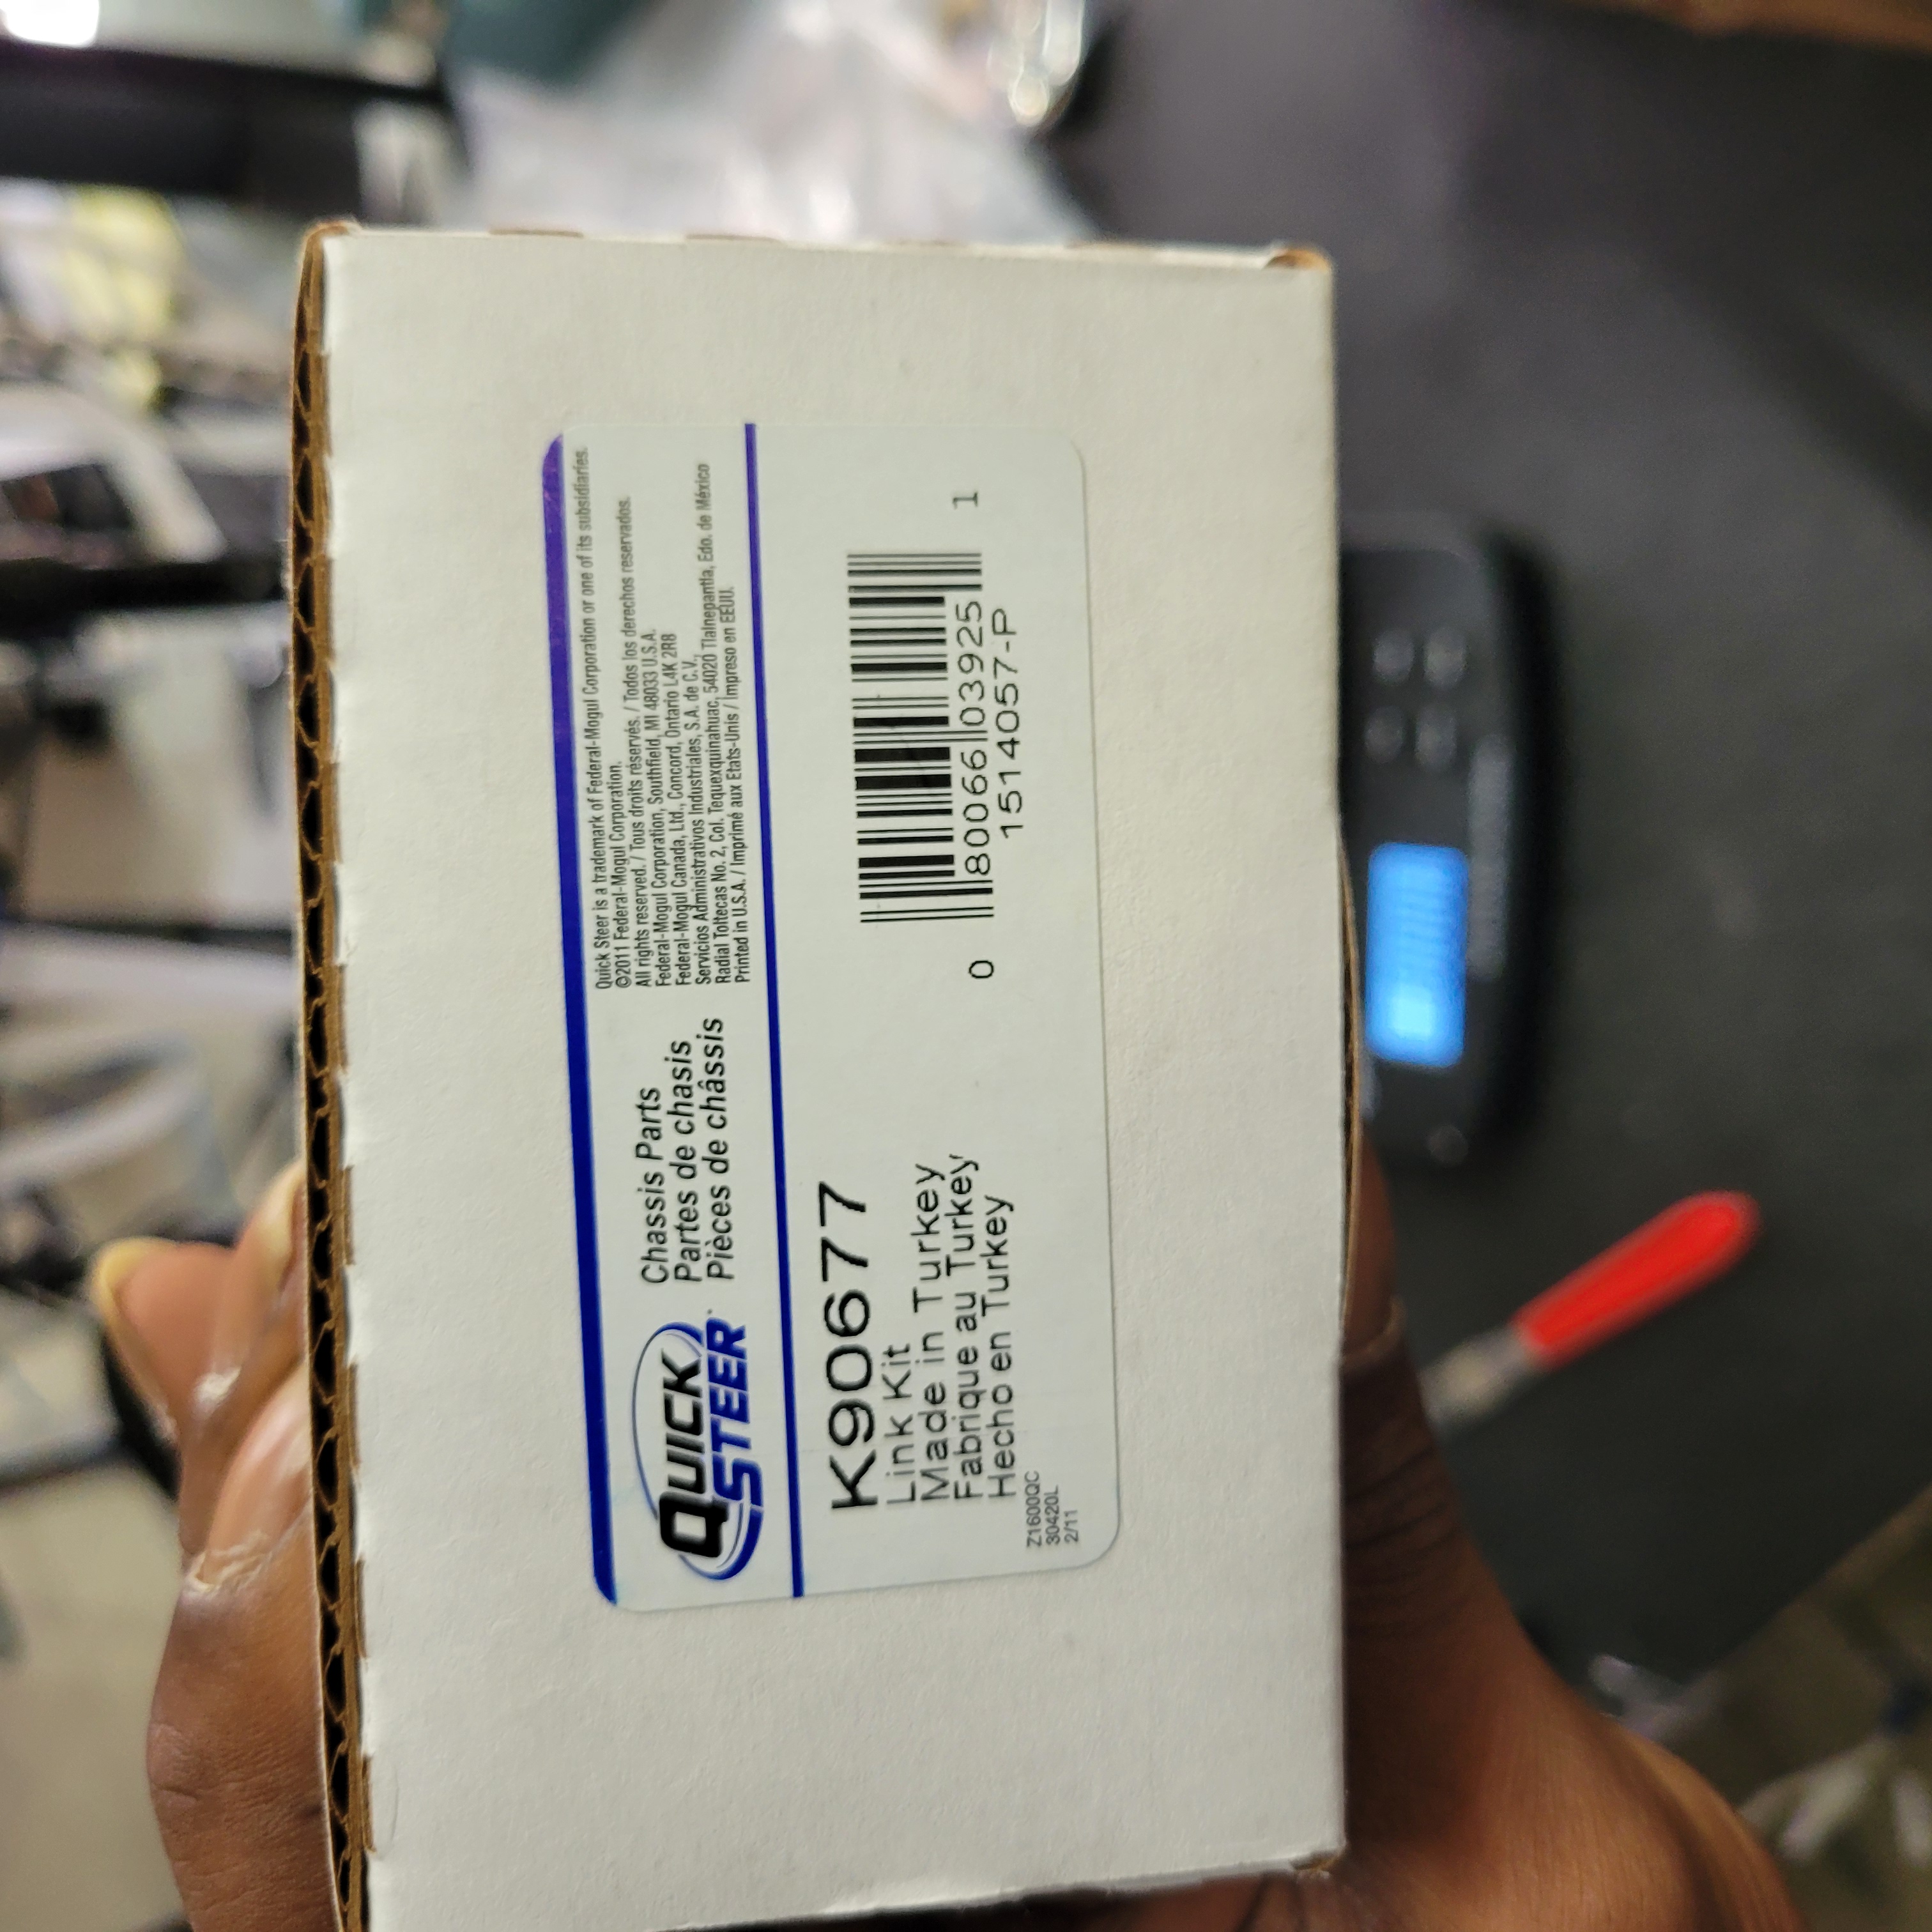 QUICK
STEER
Chassis Parts
Partes de chasis
Pièces de châssis
Quick Steer is a trademark of Federal-Mogul Corporation or one of its subsidiaries.
©2011 Federal-Mogul Corporation.
All rights reserved. / Tous droits réservés. / Todos los derechos reservados.
Federal-Mogul Corporation, Southfield, MI 48033 U.S.A.
Federal-Mogul Canada, Ltd., Concord, Ontario L4K 2R8
Servicios Administrativos Industriales, S.A. de C.V.,
Radial Toltecas No. 2, Col. Tequexquinahuac, 54020 Tlalnepantla, Edo. de México
Printed in U.S.A. / Imprimé aux Etats-Unis / Impreso en EEUU.
K90677
Link Kit
Made in Turkey
Fabrique au Turkey
Hecho en Turkey
Z1600QC
30420L
2/11
0 80066 03925 1
1514057-P